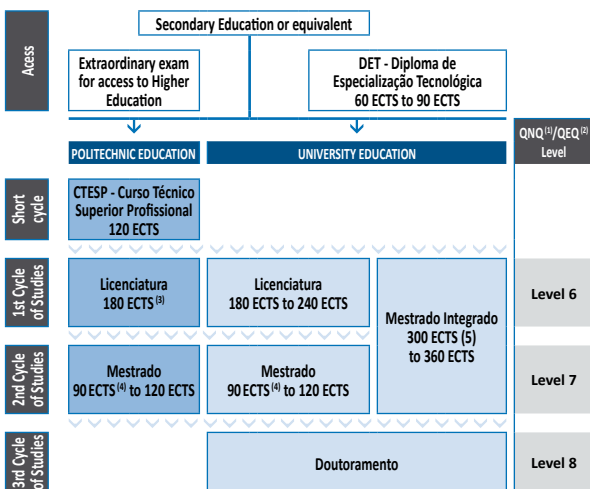 Acess
Secondary Education or equivalent
Extraordinary exam
for access to Higher
Education
DET - Diploma de
Especialização Tecnológica
60 ECTS to 90 ECTS
QNQ (1)/QEQ (2)
Level
POLITECHNIC EDUCATION
UNIVERSITY EDUCATION
Short
cycle
CTESP - Curso Técnico
Superior Profissional
120 ECTS
1st Cycle
of Studies
Licenciatura
180 ECTS (3)
Licenciatura
180 ECTS to 240 ECTS
Mestrado Integrado
300 ECTS (5)
to 360 ECTS
Level 6
2nd Cycle
of Studies
Mestrado
90 ECTS (4) to 120 ECTS
Mestrado
90 ECTS (4) to 120 ECTS
Level 7
3rd Cycle
of Studies
Doutoramento
Level 8